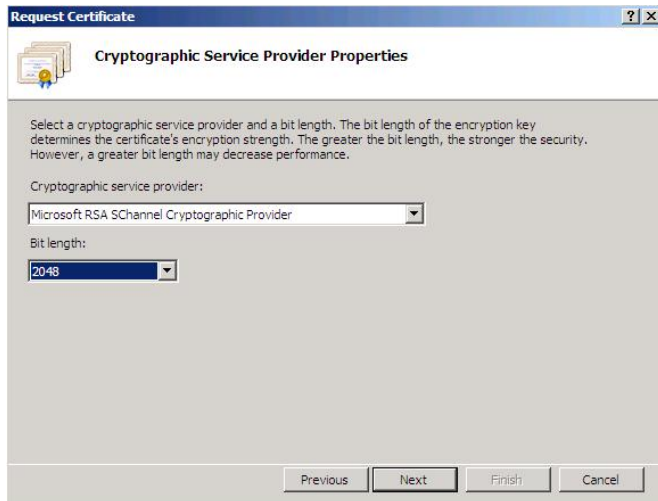 Request Certificate
Cryptographic Service Provider Properties
Select a cryptographic service provider and a bit length. The bit length of the encryption key
determines the certificate's encryption strength. The greater the bit length, the stronger the security.
However, a greater bit length may decrease performance.
Cryptographic service provider:
Microsoft RSA SChannel Cryptographic Provider
Bit length:
2048
Previous Next Finish Cancel